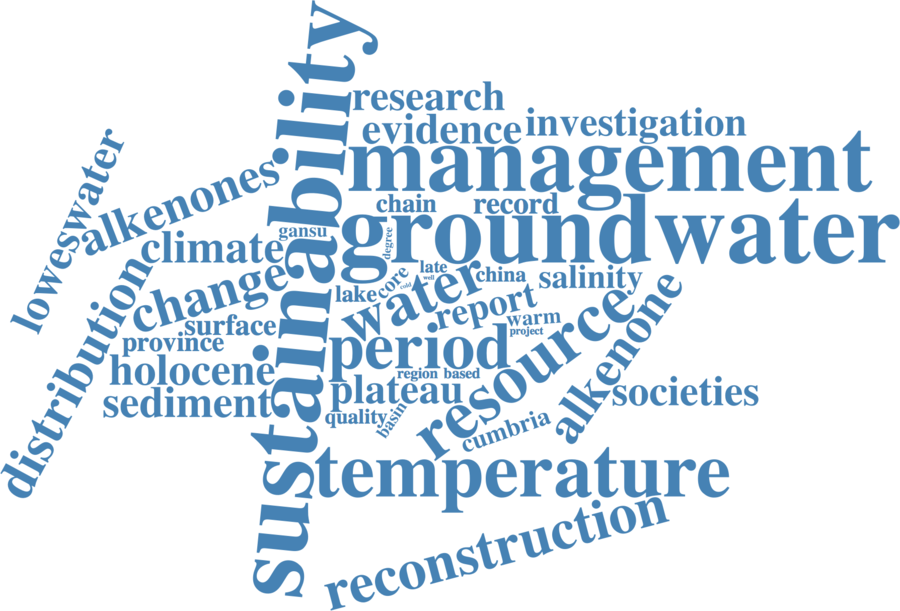 sustainability
research
evidence
investigation
management
loweswater
alkenones
chain
record
gansu
degree
groundwater
climate
distribution
change
late
well
core
cold
water
china
salinity
lake
report
surface
province
warm
project
period
resource
alkenone
holocene
region
based
plateau
societies
sediment
quality
basin
cumbria
temperature
reconstruction